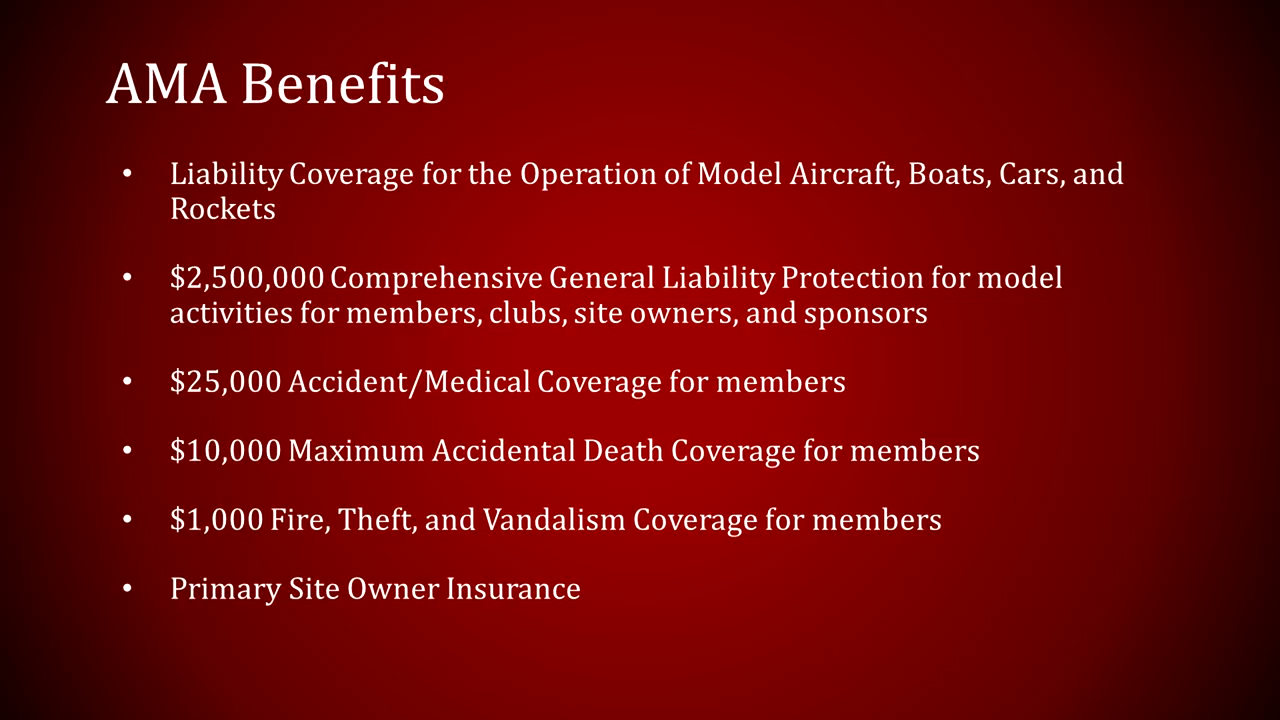 AMA Benefits
• Liability Coverage for the Operation of Model Aircraft, Boats, Cars, and
Rockets
• $2,500,000 Comprehensive General Liability Protection for model
activities for members, clubs, site owners, and sponsors
• $25,000 Accident/Medical Coverage for members
• $10,000 Maximum Accidental Death Coverage for members
• $1,000 Fire, Theft, and Vandalism Coverage for members
• Primary Site Owner Insurance